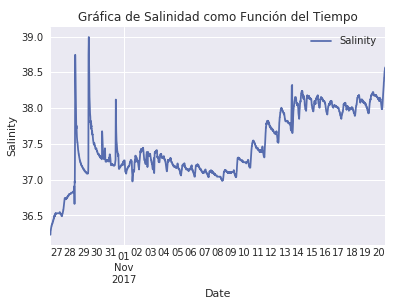 Gráfica de Salinidad como Función del Tiempo
Salinity
39.0
38.5
38.0
37.5
37.0
36.5
Salinity
27 28 29 30 31 01 02 03 04 05 06 07 08 09 10 11 12 13 14 15 16 17 18 19 20
Nov
2017
Date